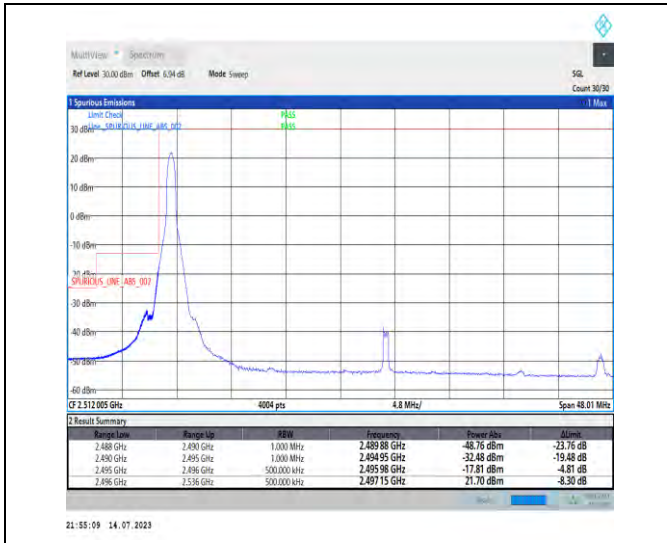 MultiView Spectrum
Ref Level 30.00 dBm Offset 6.94 dB Mode Sweep SGL
Count 30/30
1 Spurious Emissions 1 Max
Limit Check PASS
Line _SPURIOUS_LINE_ABS_002 PASS
30 dBm
20 dBm
10 dBm
0 dBm
-10 dBm
-20 dBm
SPURIOUS_LINE_ABS_002
-30 dBm
-40 dBm
-50 dBm
-60 dBm
CF 2.512 005 GHz 4004 pts 4.8 MHz/ Span 48.01 MHz
2 Result Summary
Range Low Range Up RBW Frequency Power Abs ΔLimit
2.488 GHz 2.490 GHz 1.000 MHz 2.489 88 GHz -48.76 dBm -23.76 dB
2.490 GHz 2.495 GHz 1.000 MHz 2.494 95 GHz -32.48 dBm -19.48 dB
2.495 GHz 2.496 GHz 500.000 kHz 2.495 98 GHz -17.81 dBm -4.81 dB
2.496 GHz 2.536 GHz 500.000 kHz 2.497 15 GHz 21.70 dBm -8.30 dB
21:55:09 14.07.2023